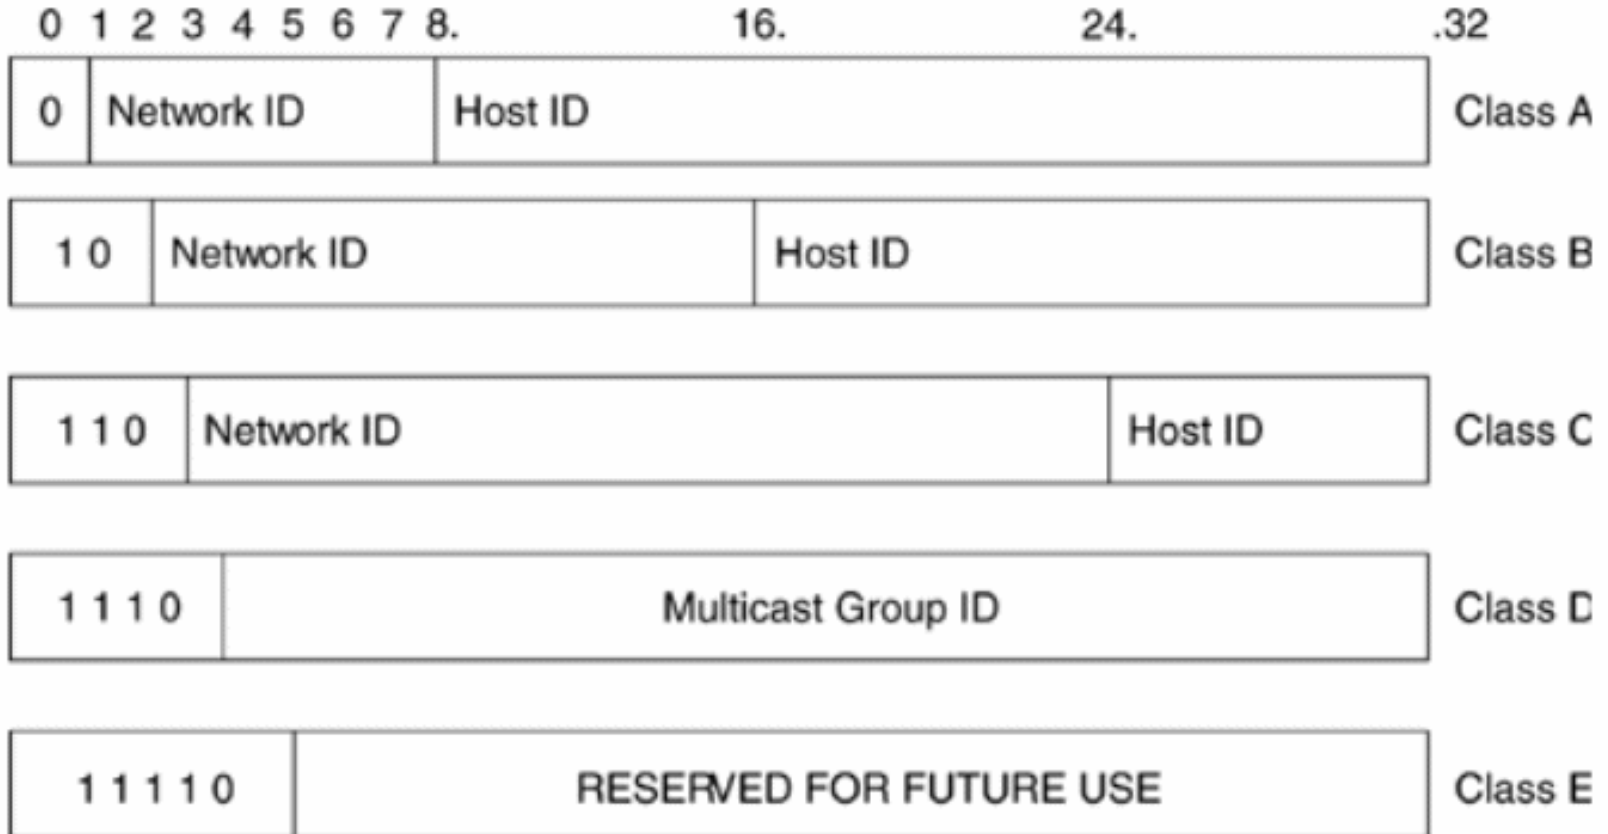 0 1 2 3 4 5 6 7 8. 16. 24. .32
0 Network ID Host ID Class A
1 0 Network ID Host ID Class B
1 1 0 Network ID Host ID Class C
1 1 1 0 Multicast Group ID Class D
1 1 1 1 0 RESERVED FOR FUTURE USE Class E